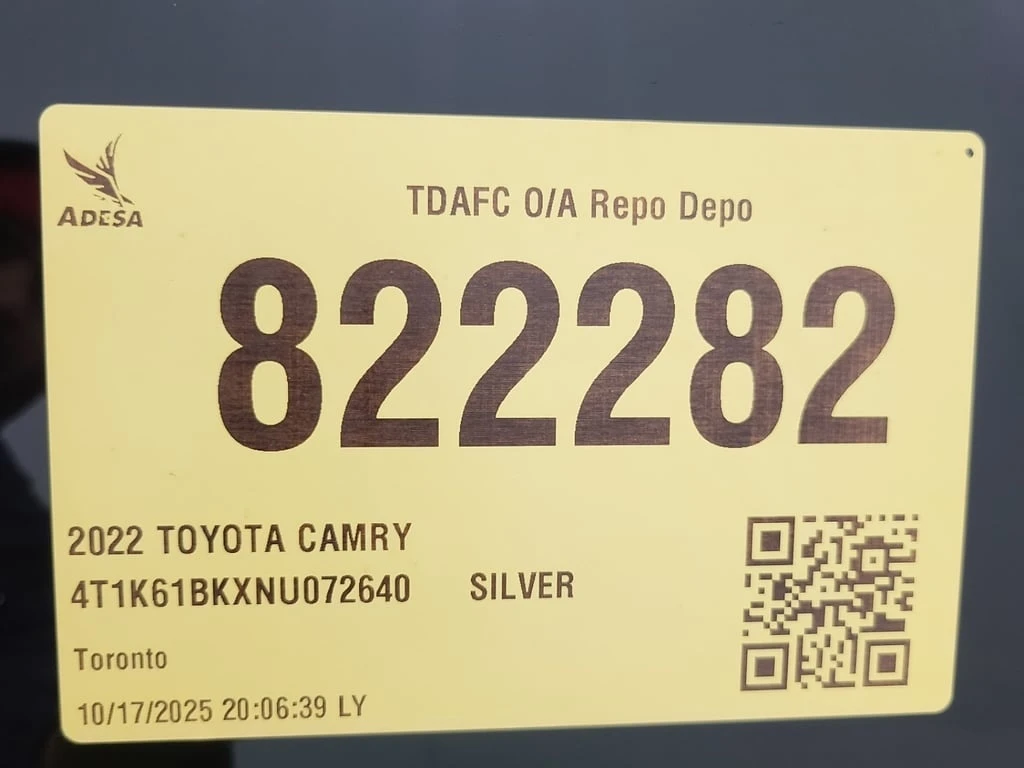 ADESA
TDAFC O/A Repo Depo
822282
2022 TOYOTA CAMRY
4T1K61BKXNU072640 SILVER
Toronto
10/17/2025 20:06:39 LY